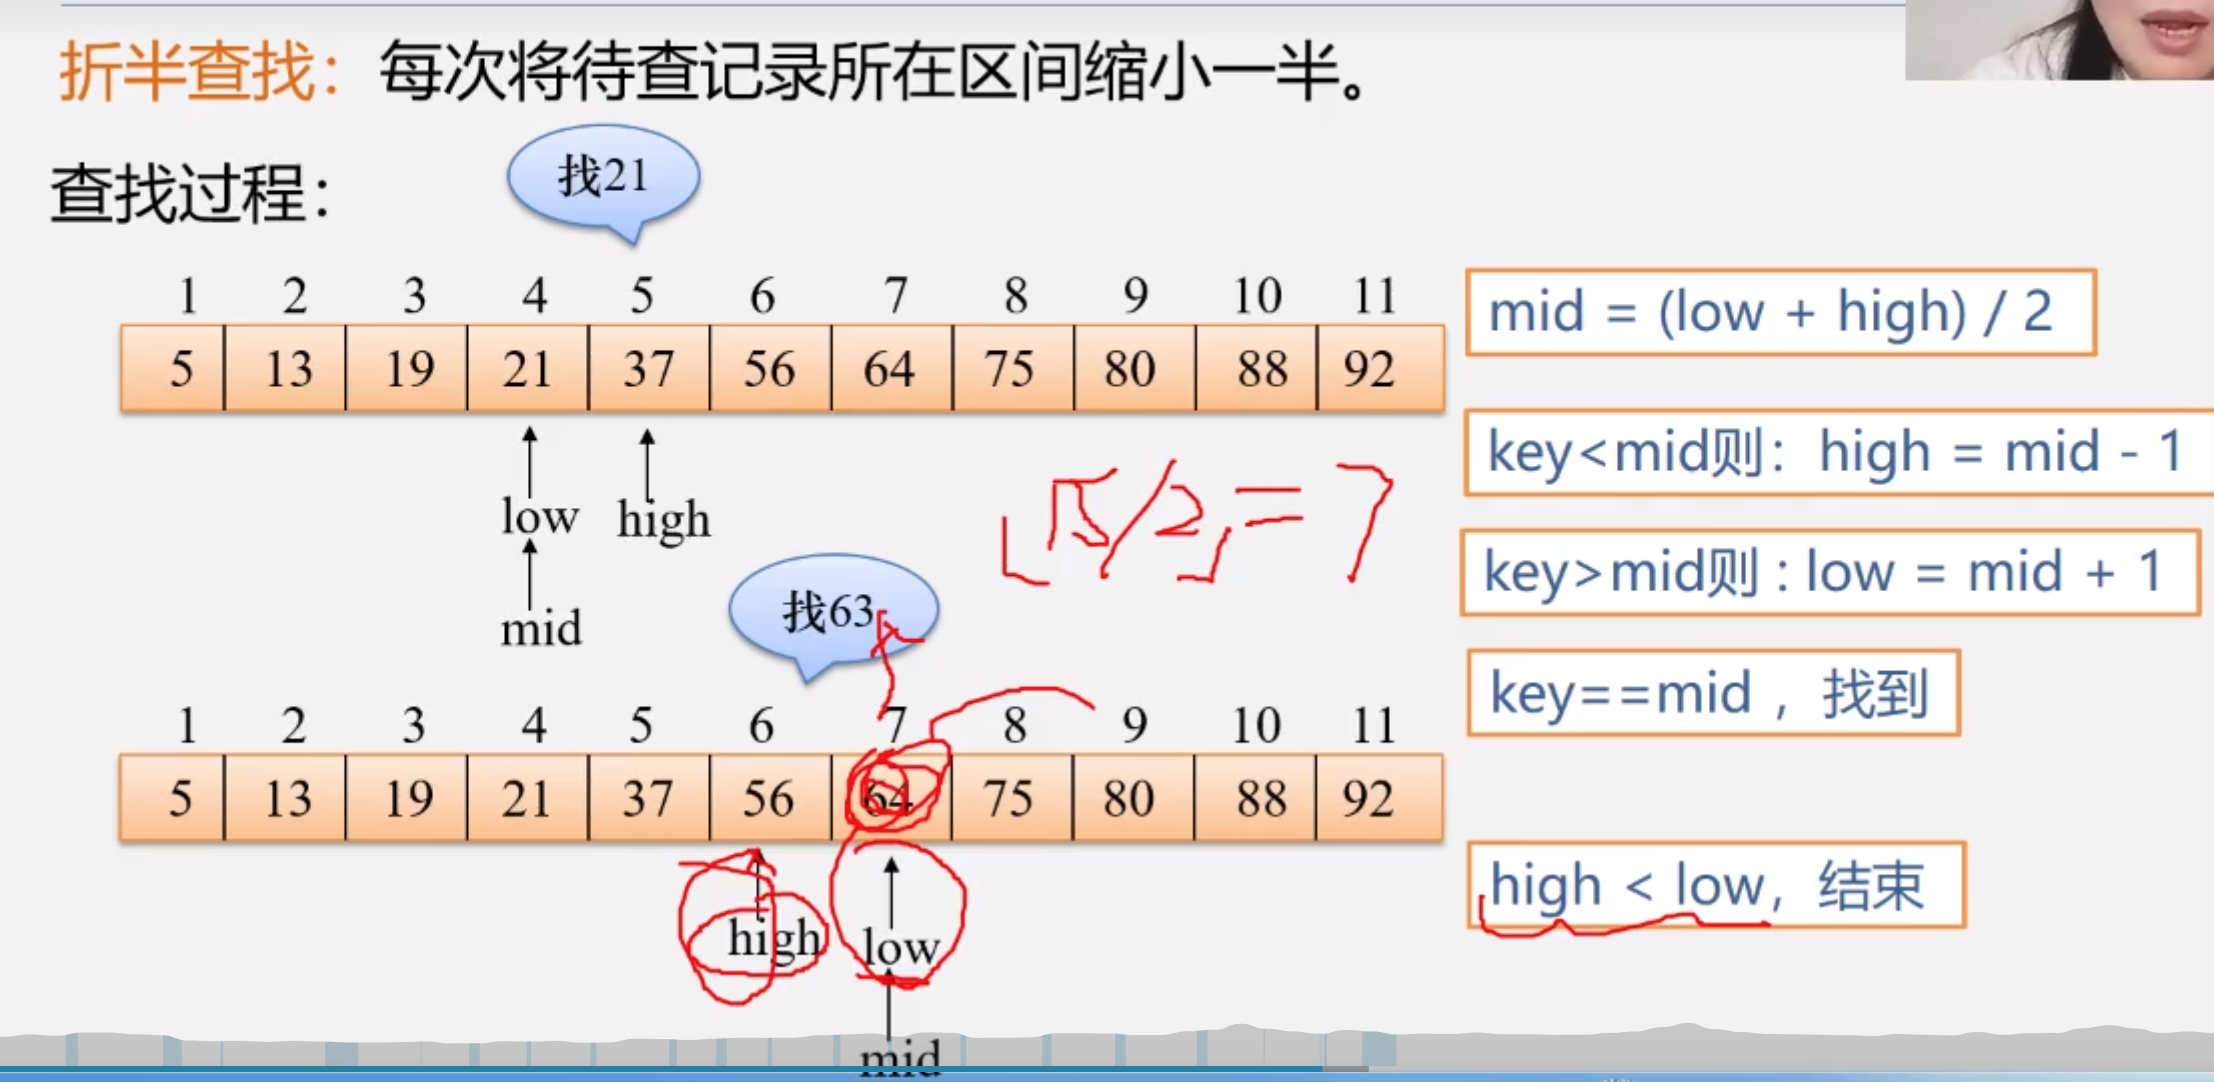 折半查找：每次将待查记录所在区间缩小一半。
查找过程：
找21
1 2 3 4 5 6 7 8 9 10 11
5 13 19 21 37 56 64 75 80 88 92
low high
mid
mid = (low + high) / 2
key<mid则：high = mid - 1
key>mid则 : low = mid + 1
key==mid ，找到
high < low，结束
⌊15/2⌋=7
找63
1 2 3 4 5 6 7 8 9 10 11
5 13 19 21 37 56 64 75 80 88 92
high low
mid